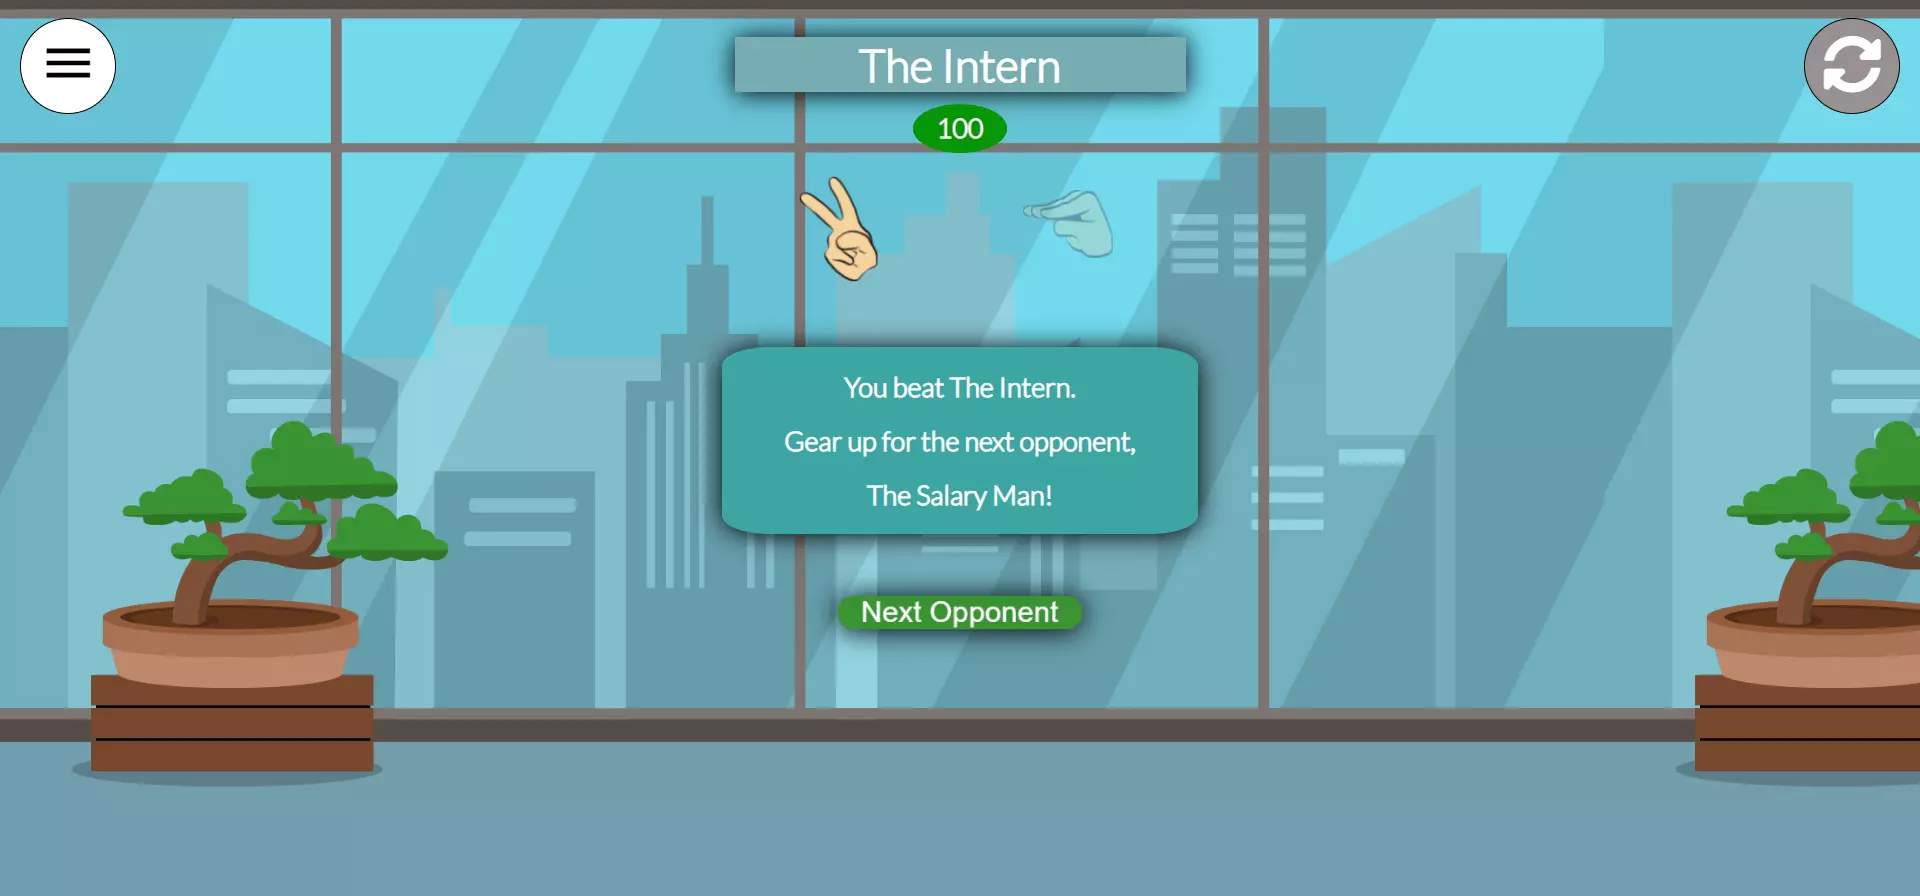 The Intern
100
You beat The Intern.
Gear up for the next opponent,
The Salary Man!
Next Opponent